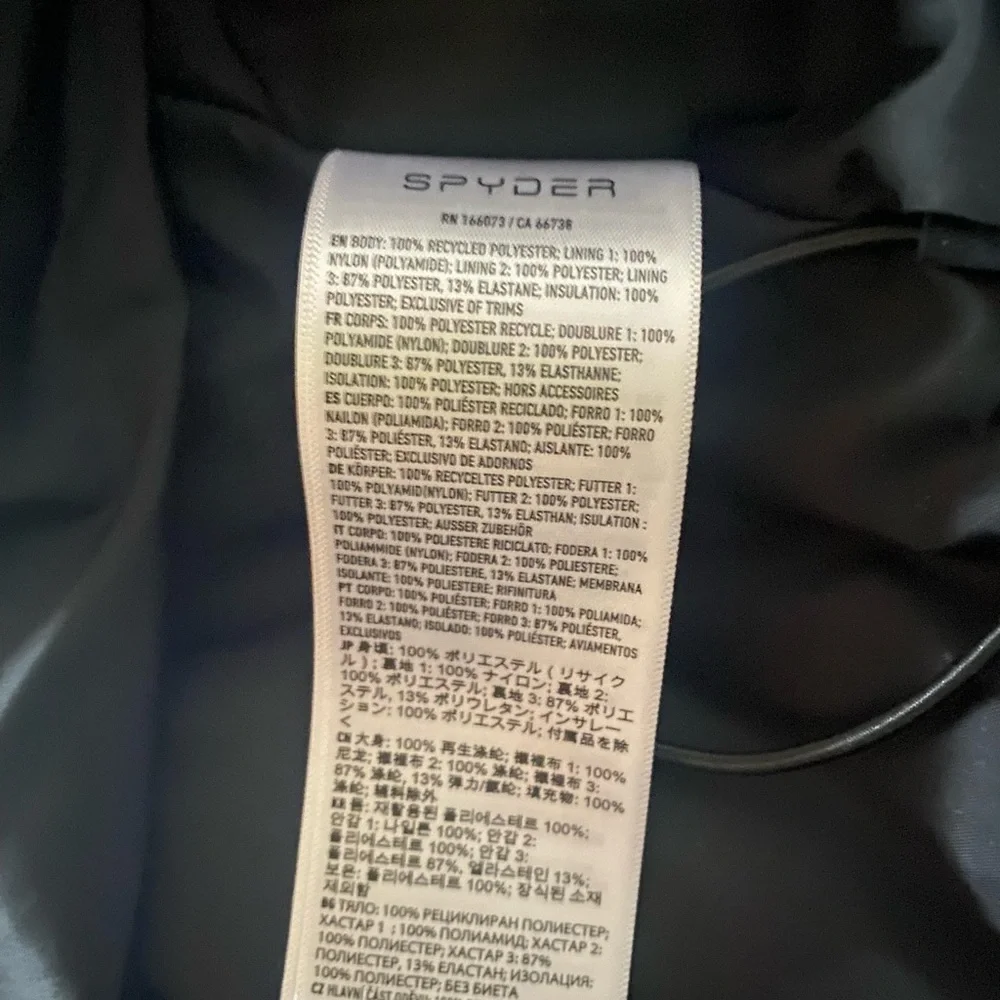 SPYDER
RN 166073 / CA 66738
EN BODY: 100% RECYCLED POLYESTER; LINING 1: 100%
NYLON (POLYAMIDE); LINING 2: 100% POLYESTER; LINING
3: 87% POLYESTER, 13% ELASTANE; INSULATION: 100%
POLYESTER; EXCLUSIVE OF TRIMS
FR CORPS: 100% POLYESTER RECYCLE; DOUBLURE 1: 100%
POLYAMIDE (NYLON); DOUBLURE 2: 100% POLYESTER;
DOUBLURE 3: 87% POLYESTER, 13% ELASTHANNE;
ISOLATION: 100% POLYESTER; HORS ACCESSOIRES
ES CUERPO: 100% POLIÉSTER RECICLADO; FORRO 1: 100%
NAILON (POLIAMIDA); FORRO 2: 100% POLIÉSTER; FORRO
3: 87% POLIÉSTER, 13% ELASTANO; AISLANTE: 100%
POLIÉSTER; EXCLUSIVO DE ADORNOS
DE KÖRPER: 100% RECYCELTES POLYESTER; FUTTER 1:
100% POLYAMID(NYLON); FUTTER 2: 100% POLYESTER;
FUTTER 3: 87% POLYESTER, 13% ELASTHAN; ISULATION :
100% POLYESTER; AUSSER ZUBEHÖR
IT CORPO: 100% POLIESTERE RICICLATO; FODERA 1: 100%
POLIAMMIDE (NYLON); FODERA 2: 100% POLIESTERE;
FODERA 3: 87% POLIESTERE, 13% ELASTANE; MEMBRANA
ISOLANTE: 100% POLIESTERE; RIFINITURA
PT CORPO: 100% POLIÉSTER; FORRO 1: 100% POLIAMIDA;
FORRO 2: 100% POLIÉSTER; FORRO 3: 87% POLIÉSTER,
13% ELASTANO; ISOLADO: 100% POLIÉSTER; AVIAMENTOS
EXCLUSIVOS
JP 身頃: 100% ポリエステル ( リサイク
ル ) ; 裏地 1: 100% ナイロン; 裏地 2:
100% ポリエステル; 裏地 3: 87% ポリエ
ステル, 13% ポリウレタン; インサレー
ション: 100% ポリエステル; 付属品を除
く
CN 大身: 100% 再生涤纶; 襯裡布 1: 100%
尼龙; 襯裡布 2: 100% 涤纶; 襯裡布 3:
87% 涤纶, 13% 弹力/氨纶; 填充物: 100%
涤纶; 辅料除外
KR 몸: 재활용된 폴리에스테르 100%;
안감 1: 나일론 100%; 안감 2:
폴리에스테르 100%; 안감 3:
폴리에스테르 87%, 엘라스테인 13%;
보온: 폴리에스테르 100%; 장식된 소재
제외함
BG ТЯЛО: 100% РЕЦИКЛИРАН ПОЛИЕСТЕР;
ХАСТАР 1 : 100% ПОЛИАМИД; ХАСТАР 2:
100% ПОЛИЕСТЕР; ХАСТАР 3: 87%
ПОЛИЕСТЕР, 13% ЕЛАСТАН; ИЗОЛАЦИЯ:
100% ПОЛИЕСТЕР; БЕЗ БИЕТА
CZ HLAVNÍ ČÁST